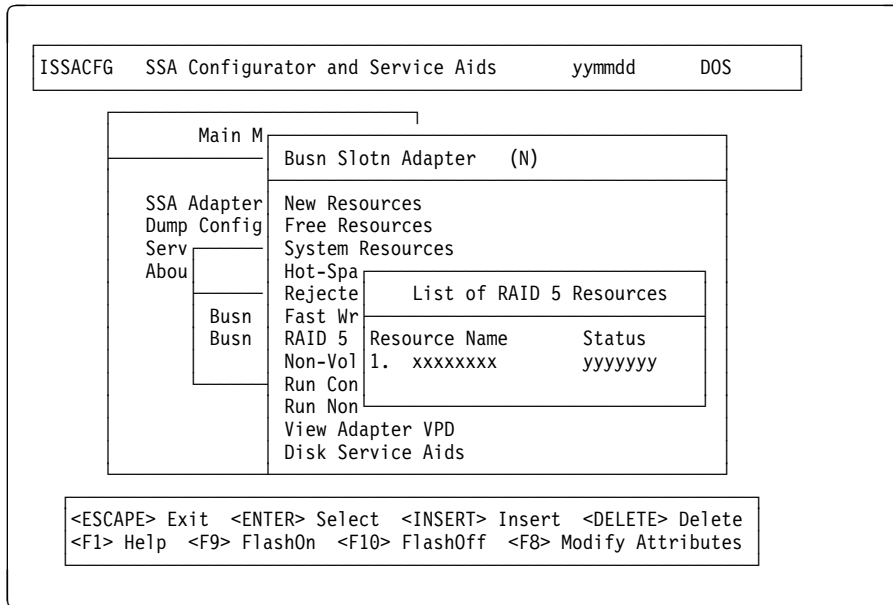 ISSACFG SSA Configurator and Service Aids yymmdd DOS
Main M
Busn Slotn Adapter (N)
SSA Adapter
Dump Config
Serv
Abou
Busn
Busn
New Resources
Free Resources
System Resources
Hot-Spa
Rejecte
Fast Wr
RAID 5
Non-Vol
Run Con
Run Non
View Adapter VPD
Disk Service Aids
List of RAID 5 Resources
Resource Name Status
1. xxxxxxxx yyyyyyy
<ESCAPE> Exit <ENTER> Select <INSERT> Insert <DELETE> Delete
<F1> Help <F9> FlashOn <F10> FlashOff <F8> Modify Attributes